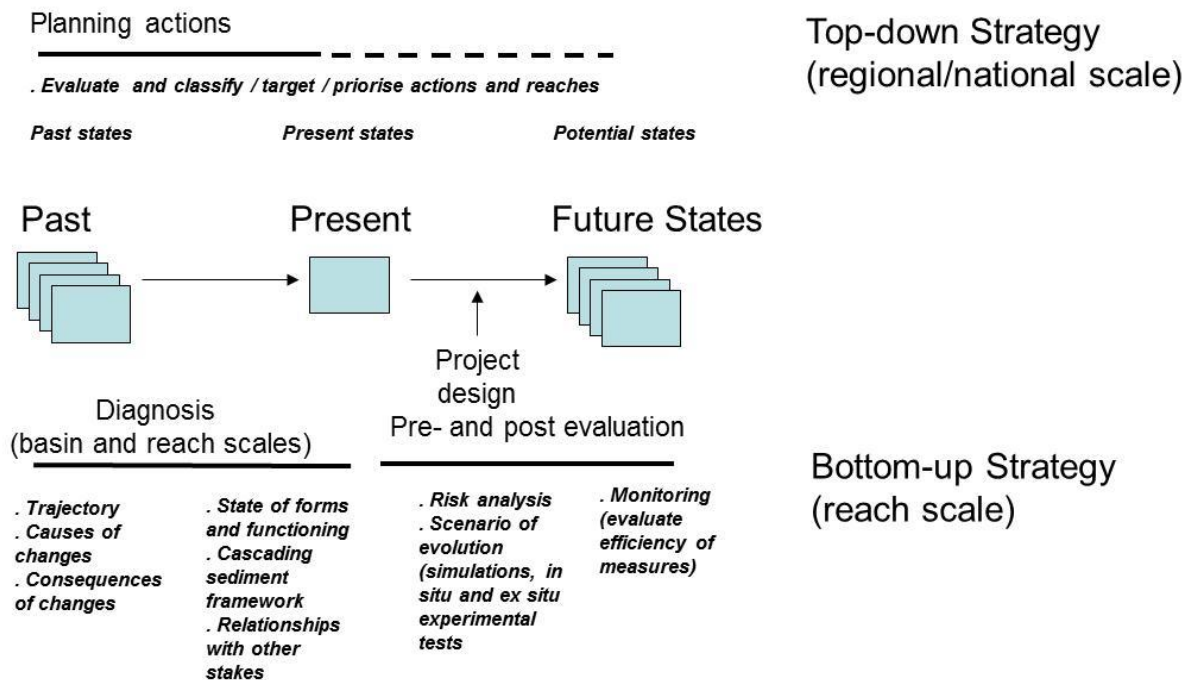 Planning actions
Top-down Strategy
(regional/national scale)
. Evaluate and classify / target / priorise actions and reaches
Past states
Present states
Potential states
Past
Present
Future States
Project
design
Pre- and post evaluation
Diagnosis
(basin and reach scales)
Bottom-up Strategy
(reach scale)
. Trajectory
. Causes of
changes
. Consequences
of changes
. State of forms
and functioning
. Cascading
sediment
framework
. Relationships
with other
stakes
. Risk analysis
. Scenario of
evolution
(simulations, in
situ and ex situ
experimental
tests
. Monitoring
(evaluate
efficiency of
measures)